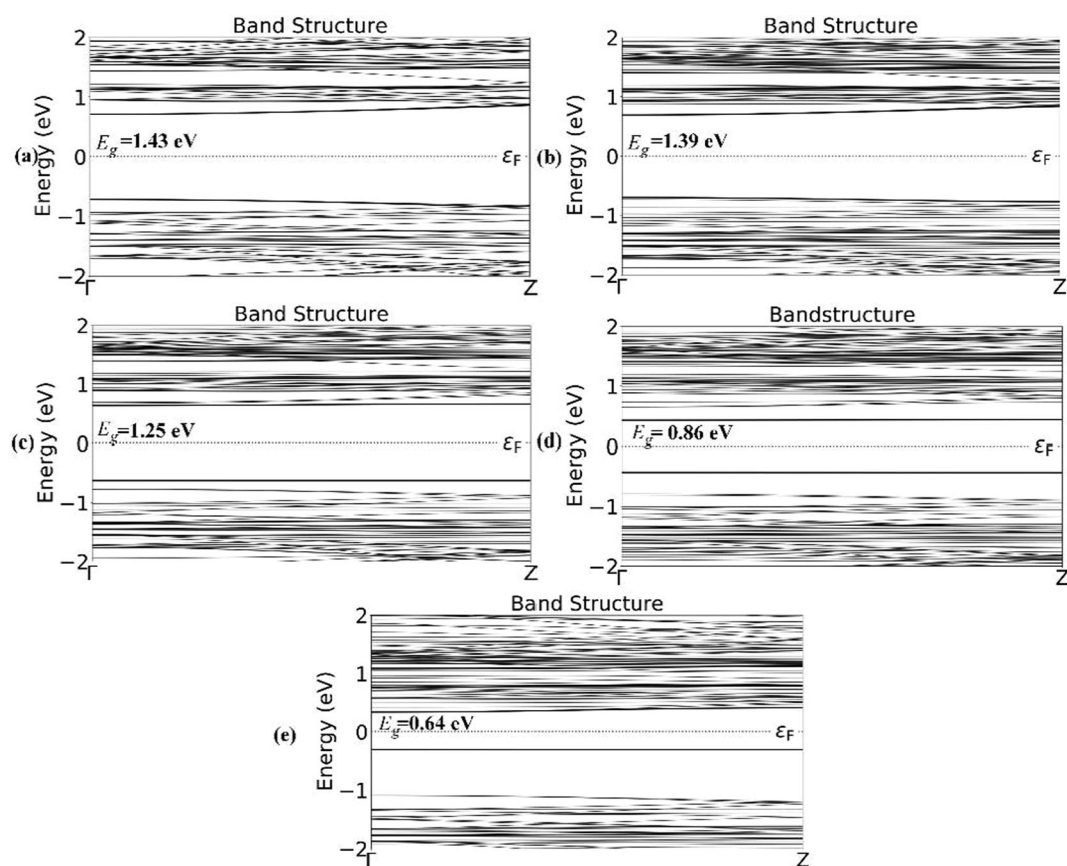 Band Structure
2
1
0
−1
−2
Energy (eV)
(a)
E_g=1.43 eV
ε_F
Γ
Z
Band Structure
2
1
0
−1
−2
Energy (eV)
(b)
E_g=1.39 eV
ε_F
Γ
Z
Band Structure
2
1
0
−1
−2
Energy (eV)
(c)
E_g=1.25 eV
ε_F
Γ
Z
Bandstructure
2
1
0
−1
−2
Energy (eV)
(d)
E_g= 0.86 eV
ε_F
Γ
Z
Band Structure
2
1
0
−1
−2
Energy (eV)
(e)
E_g=0.64 eV
ε_F
Γ
Z